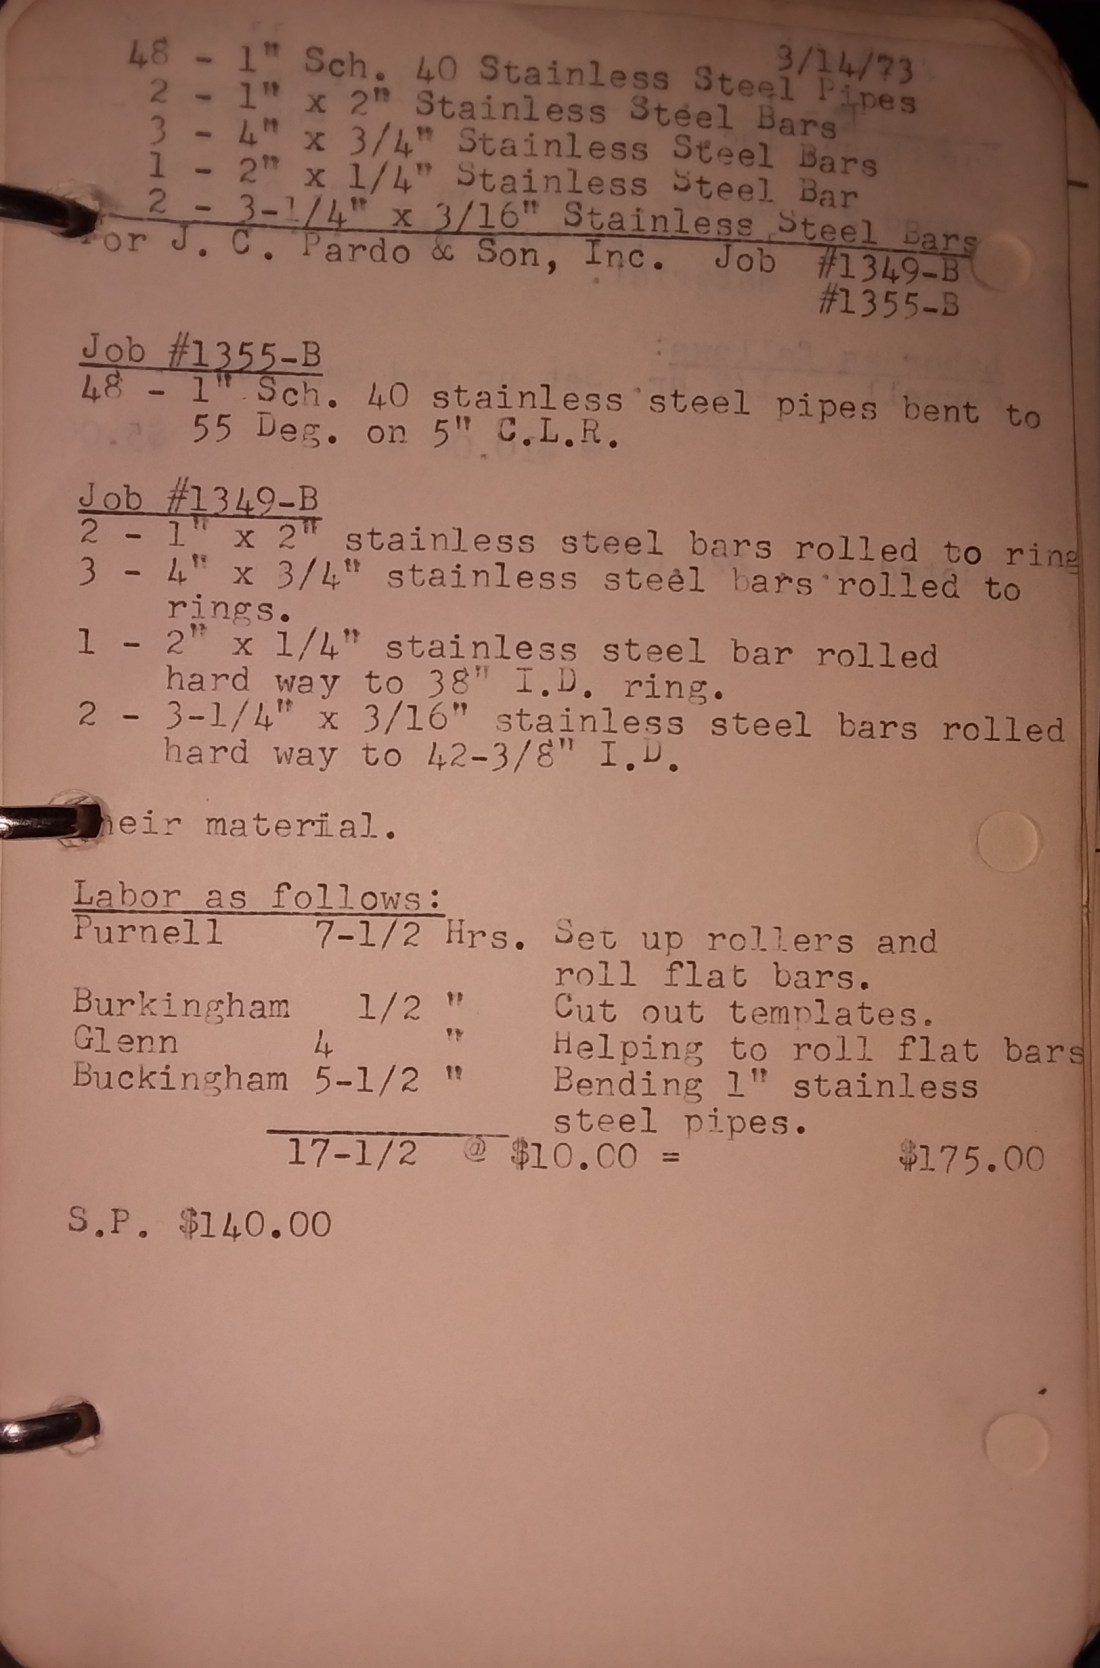 3/14/73
48 - 1" Sch. 40 Stainless Steel Pipes
2 - 1" x 2" Stainless Steel Bars
3 - 4" x 3/4" Stainless Steel Bars
1 - 2" x 1/4" Stainless Steel Bar
2 - 3-1/4" x 3/16" Stainless Steel Bars
For J. C. Pardo & Son, Inc. Job #1349-B
#1355-B
Job #1355-B
48 - 1" Sch. 40 stainless steel pipes bent to
55 Deg. on 5" C.L.R.
Job #1349-B
2 - 1" x 2" stainless steel bars rolled to ring
3 - 4" x 3/4" stainless steel bars rolled to
rings.
1 - 2" x 1/4" stainless steel bar rolled
hard way to 38" I.D. ring.
2 - 3-1/4" x 3/16" stainless steel bars rolled
hard way to 42-3/8" I.D.
heir material.
Labor as follows:
Purnell 7-1/2 Hrs. Set up rollers and
roll flat bars.
Burkingham 1/2 " Cut out templates.
Glenn 4 " Helping to roll flat bars
Buckingham 5-1/2 " Bending 1" stainless
steel pipes.
17-1/2 @ $10.00 = $175.00
S.P. $140.00